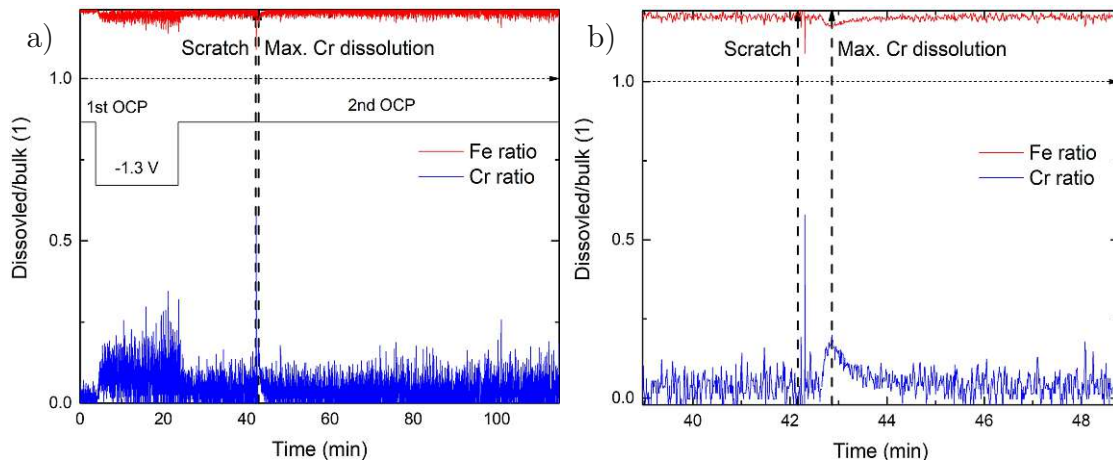 a)
Scratch
Max. Cr dissolution
1st OCP
2nd OCP
-1.3 V
Fe ratio
Cr ratio
1.0
0.5
0.0
Dissovled/bulk (1)
0 20 40 60 80 100
Time (min)
b)
Scratch
Max. Cr dissolution
Fe ratio
Cr ratio
1.0
0.5
0.0
Dissovled/bulk (1)
40 42 44 46 48
Time (min)